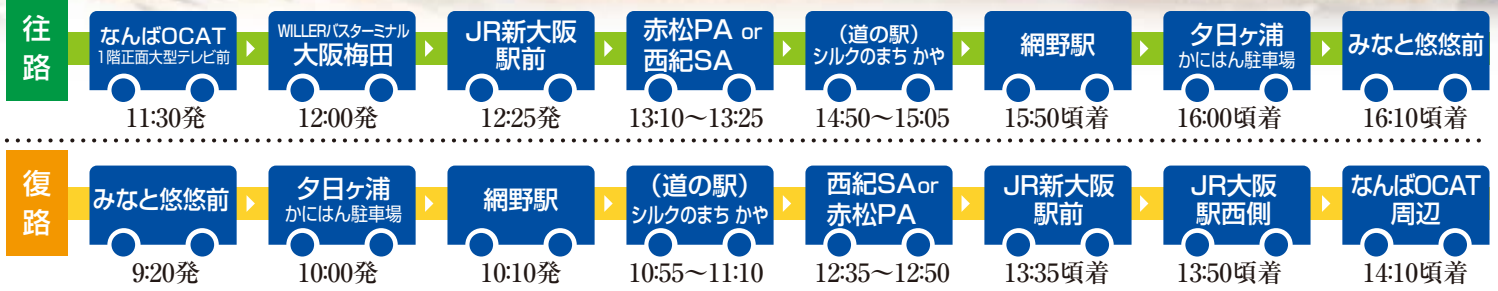 往路
なんばOCAT
1階正面大型テレビ前
11:30発
WILLERバスターミナル
大阪梅田
12:00発
JR新大阪
駅前
12:25発
赤松PA or
西紀SA
13:10〜13:25
（道の駅）
シルクのまち かや
14:50〜15:05
網野駅
15:50頃着
夕日ヶ浦
かにはん駐車場
16:00頃着
みなと悠悠前
16:10頃着
復路
みなと悠悠前
9:20発
夕日ヶ浦
かにはん駐車場
10:00発
網野駅
10:10発
（道の駅）
シルクのまち かや
10:55〜11:10
西紀SAor
赤松PA
12:35〜12:50
JR新大阪
駅前
13:35頃着
JR大阪
駅西側
13:50頃着
なんばOCAT
周辺
14:10頃着